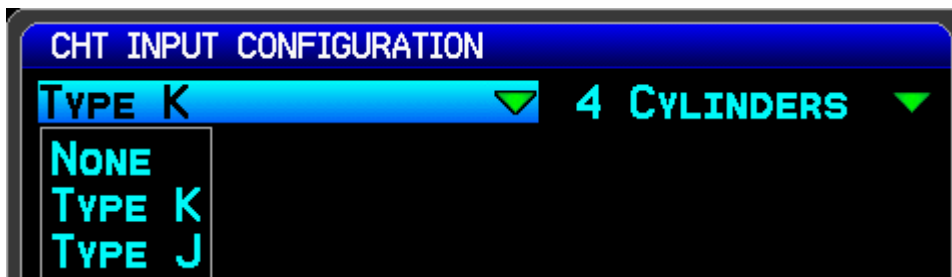 CHT INPUT CONFIGURATION
TYPE K 4 CYLINDERS
NONE
TYPE K
TYPE J